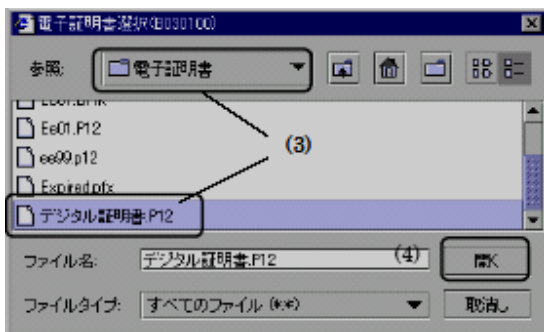 電子証明書選択(B030100)
参照:
電子証明書
Ee01.P12
(3)
ee99.p12
Expired.pfx
デジタル証明書.P12
ファイル名:
デジタル証明書.P12
(4)
開く
ファイルタイプ:
すべてのファイル (*.*)
取消し